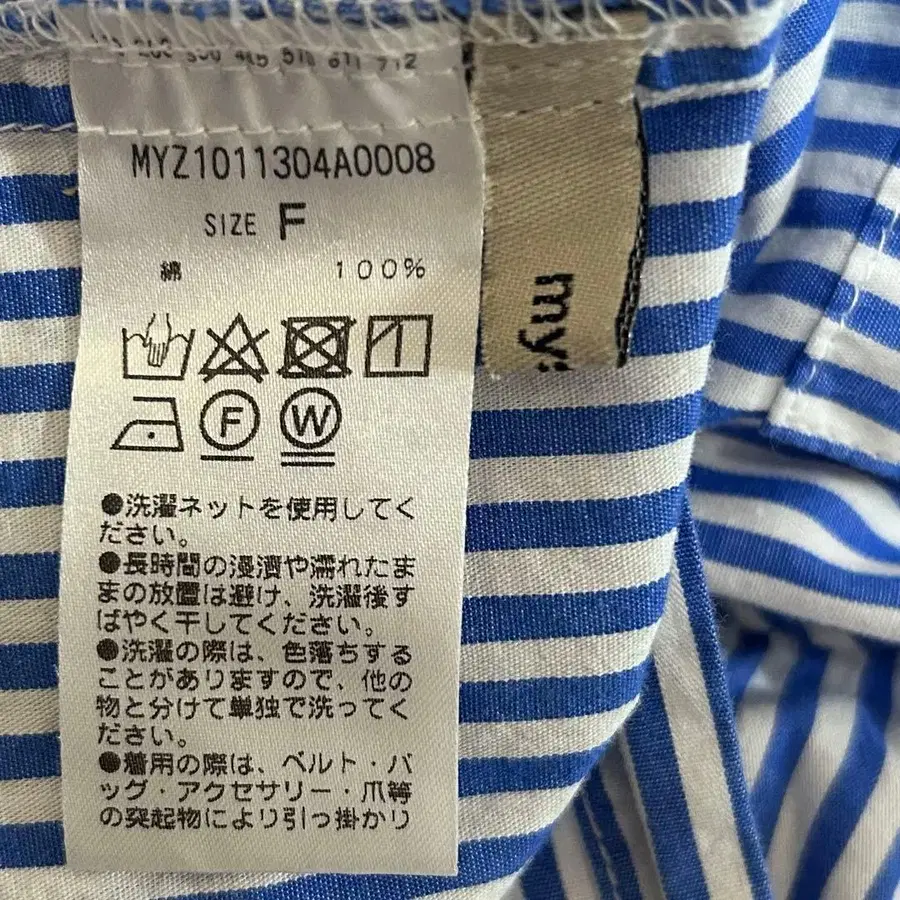 MYZ1011304A0008
SIZE F
綿 100%
F W
●洗濯ネットを使用してく
ださい。
●長時間の浸漬や濡れたま
まの放置は避け、洗濯後す
ばやく干してください。
●洗濯の際は、色落ちする
ことがありますので、他の
物と分けて単独で洗ってく
ださい。
●着用の際は、ベルト・バ
ッグ・アクセサリー・爪等
の突起物により引っ掛かり
my